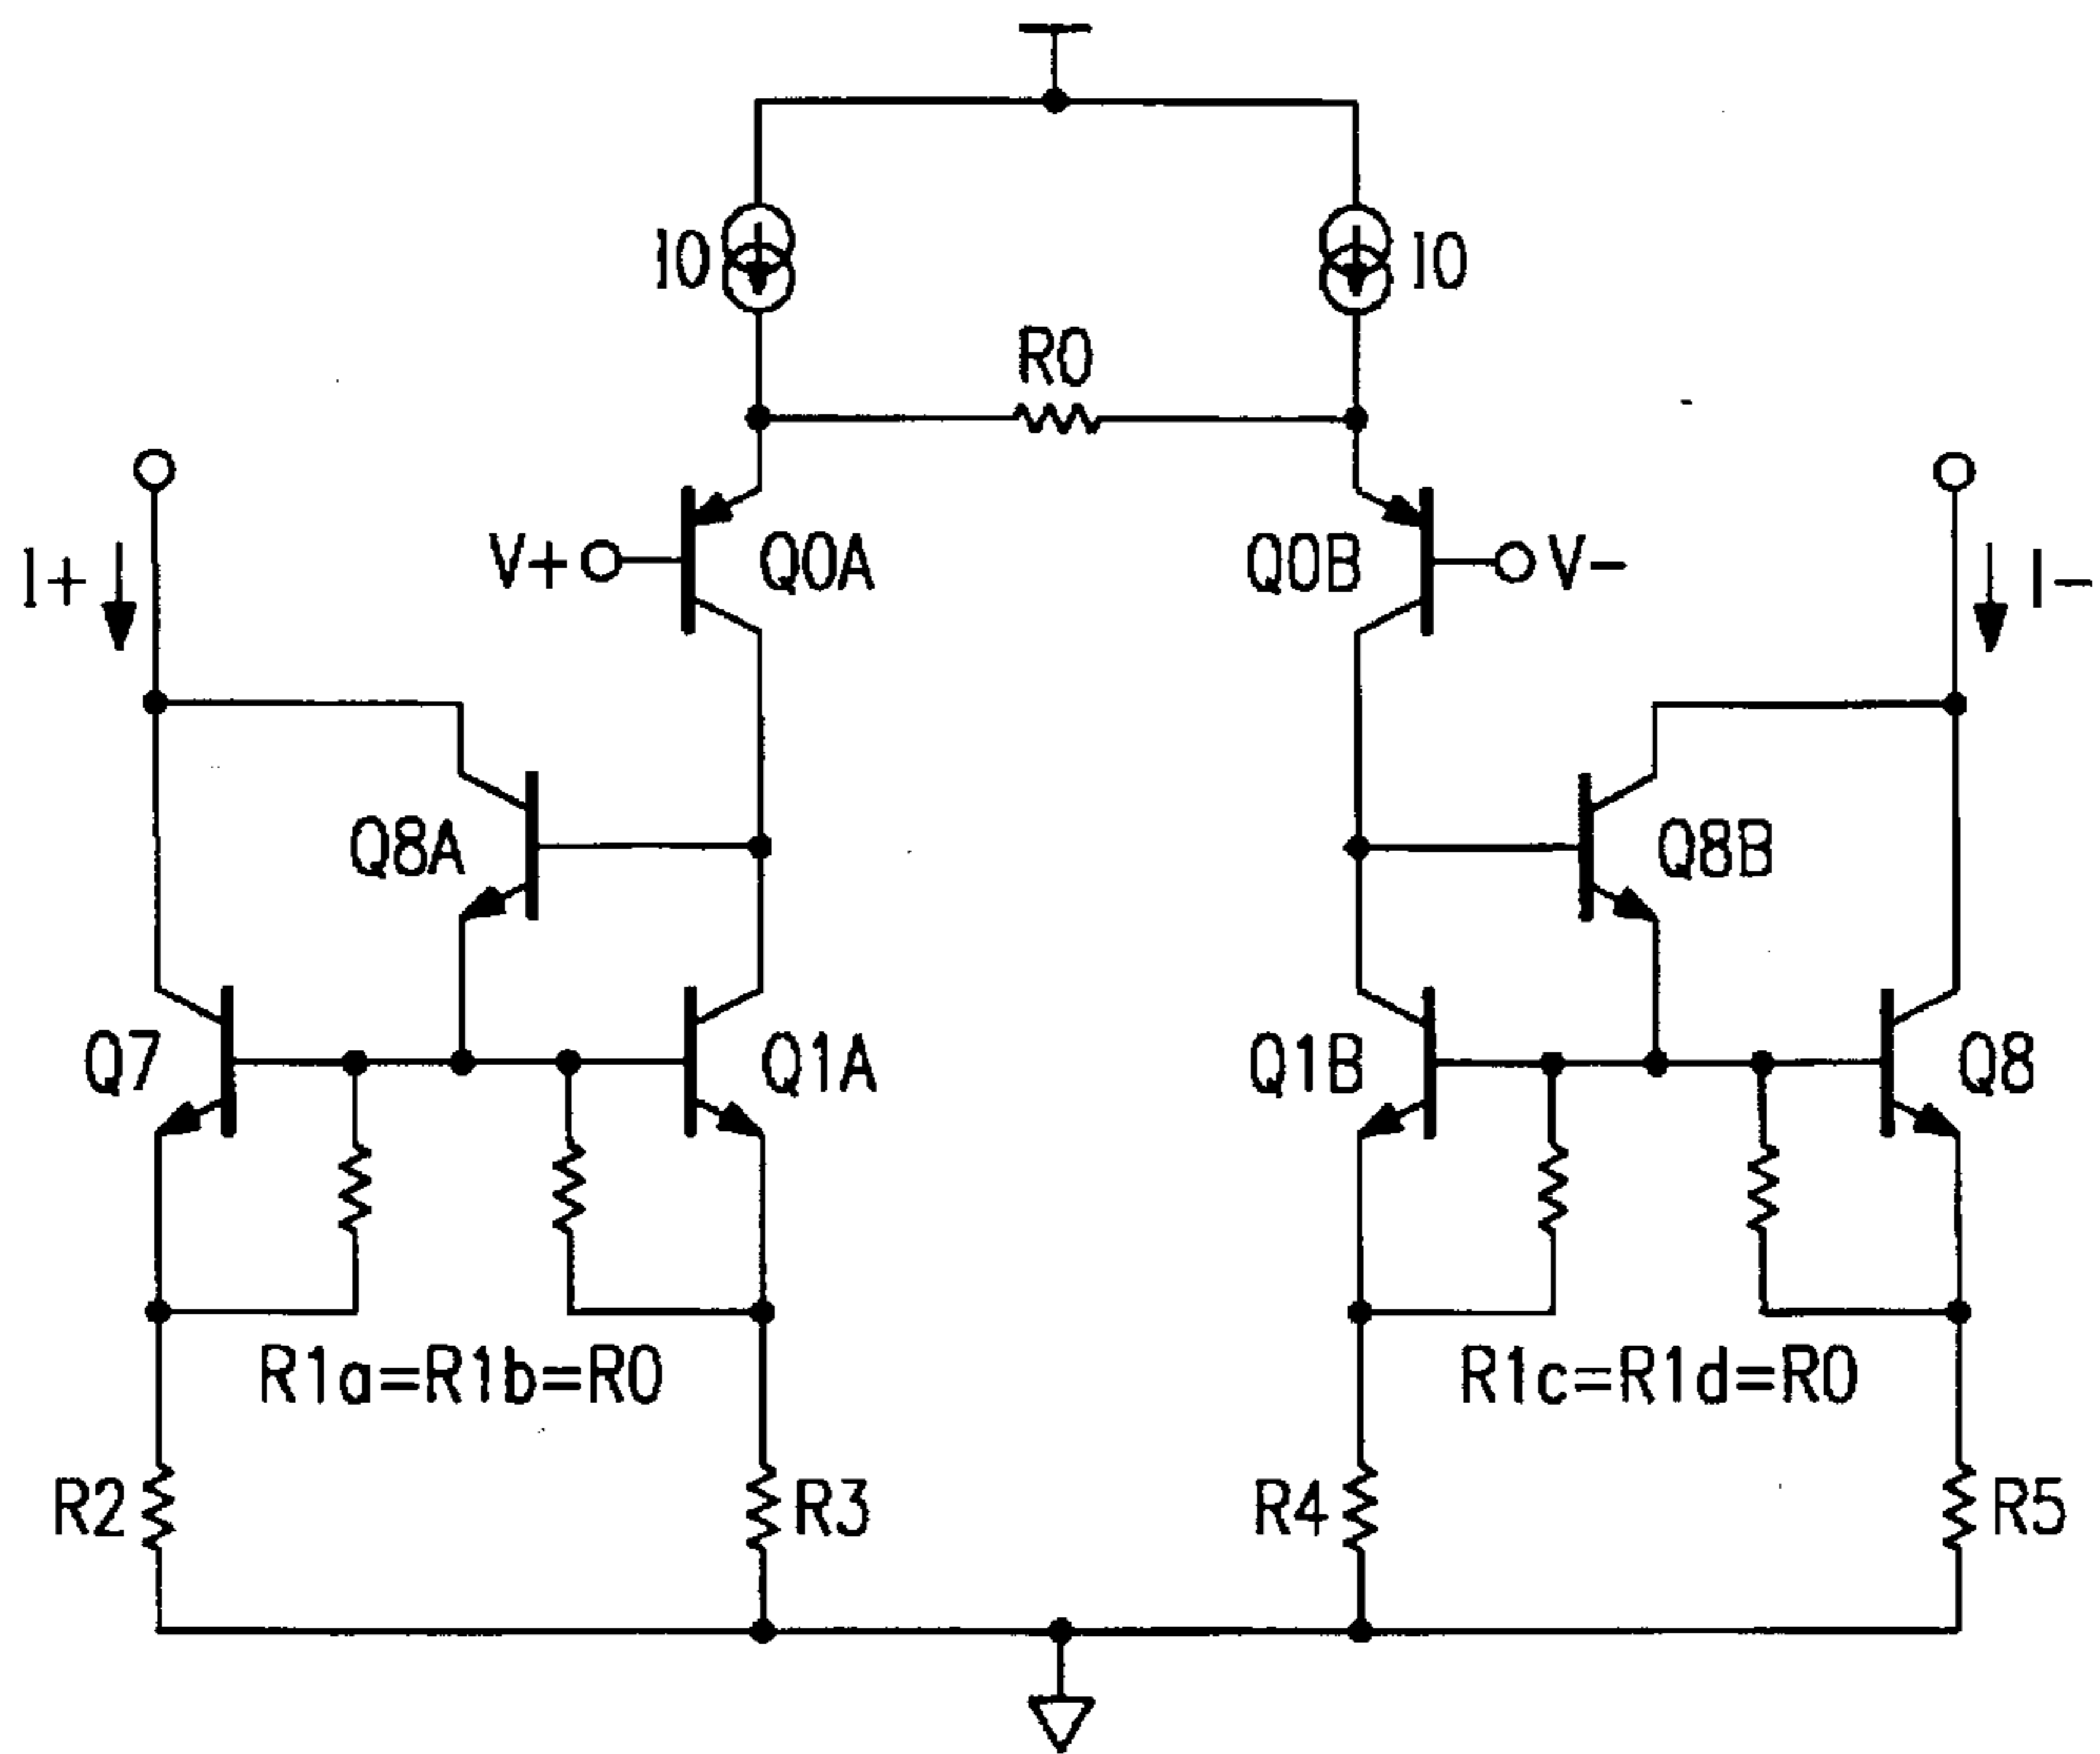 I0
I0
R0
V+
Q0A
Q0B
V-
I+
I-
Q8A
Q8B
Q7
Q1A
Q1B
Q8
R1a=R1b=R0
R1c=R1d=R0
R2
R3
R4
R5